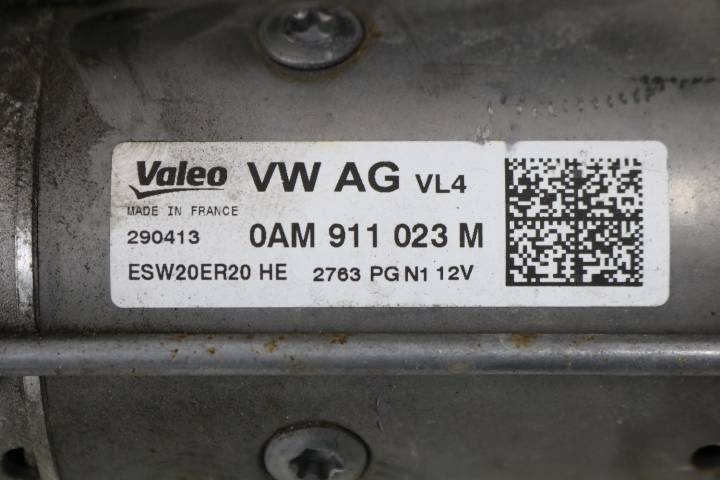 Valeo VW AG VL4
MADE IN FRANCE
290413 0AM 911 023 M
ESW20ER20 HE 2763 PG N1 12V